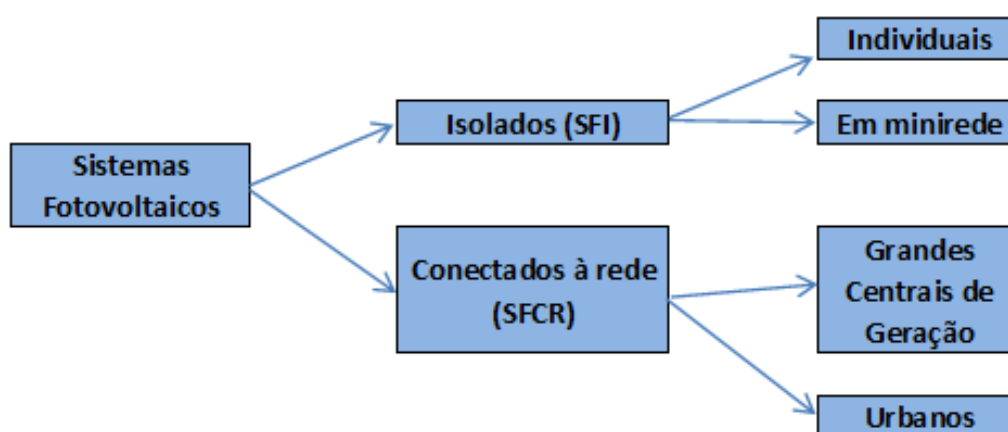 Sistemas
Fotovoltaicos
Isolados (SFI)
Individuais
Em minirede
Conectados à rede
(SFCR)
Grandes
Centrais de
Geração
Urbanos